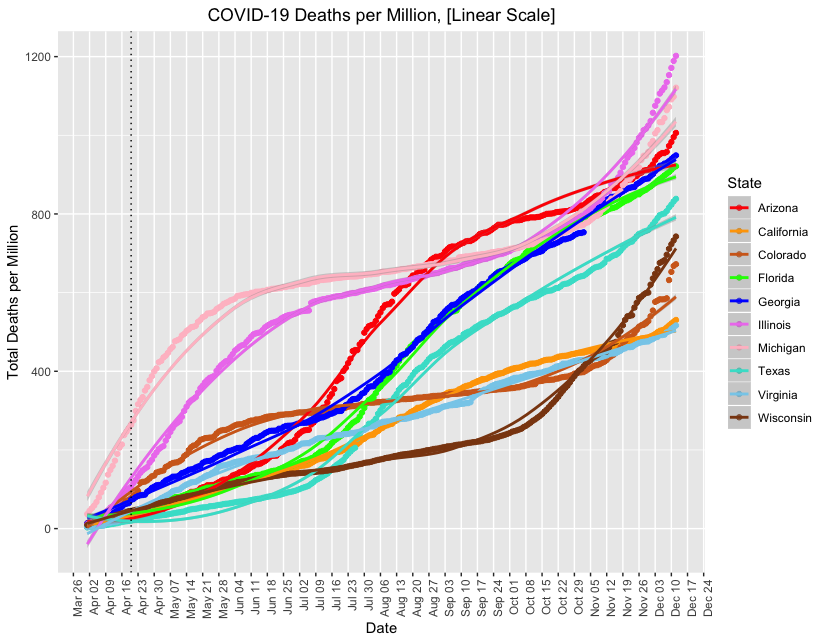 COVID-19 Deaths per Million, [Linear Scale]
Total Deaths per Million
1200
800
400
0
Mar 26
Apr 02
Apr 09
Apr 16
Apr 23
Apr 30
May 07
May 14
May 21
May 28
Jun 04
Jun 11
Jun 18
Jun 25
Jul 02
Jul 09
Jul 16
Jul 23
Jul 30
Aug 06
Aug 13
Aug 20
Aug 27
Sep 03
Sep 10
Sep 17
Sep 24
Oct 01
Oct 08
Oct 15
Oct 22
Oct 29
Nov 05
Nov 12
Nov 19
Nov 26
Dec 03
Dec 10
Dec 17
Dec 24
Date
State
Arizona
California
Colorado
Florida
Georgia
Illinois
Michigan
Texas
Virginia
Wisconsin